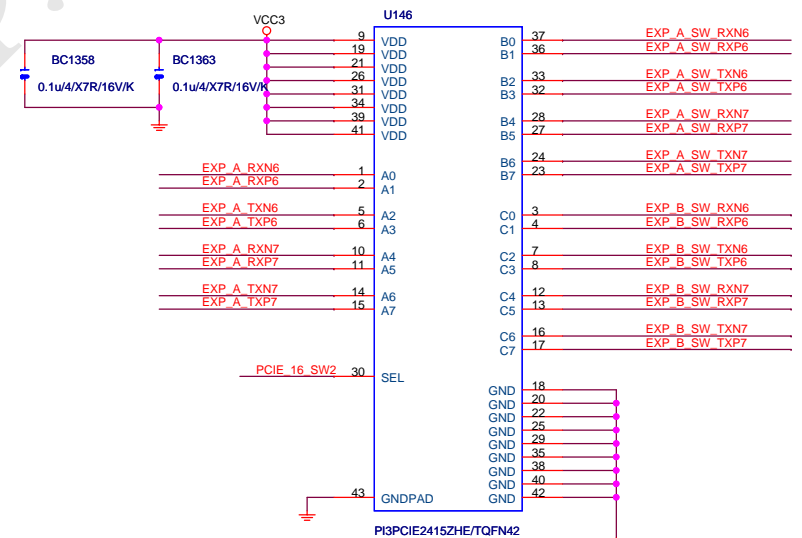 U146
VCC3
BC1358
0.1u/4/X7R/16V/K
BC1363
0.1u/4/X7R/16V/K
9 VDD
19 VDD
21 VDD
26 VDD
31 VDD
34 VDD
39 VDD
41 VDD
EXP_A_RXN6 1 A0
EXP_A_RXP6 2 A1
EXP_A_TXN6 5 A2
EXP_A_TXP6 6 A3
EXP_A_RXN7 10 A4
EXP_A_RXP7 11 A5
EXP_A_TXN7 14 A6
EXP_A_TXP7 15 A7
PCIE_16_SW2 30 SEL
43 GNDPAD
B0 37 EXP_A_SW_RXN6
B1 36 EXP_A_SW_RXP6
B2 33 EXP_A_SW_TXN6
B3 32 EXP_A_SW_TXP6
B4 28 EXP_A_SW_RXN7
B5 27 EXP_A_SW_RXP7
B6 24 EXP_A_SW_TXN7
B7 23 EXP_A_SW_TXP7
C0 3 EXP_B_SW_RXN6
C1 4 EXP_B_SW_RXP6
C2 7 EXP_B_SW_TXN6
C3 8 EXP_B_SW_TXP6
C4 12 EXP_B_SW_RXN7
C5 13 EXP_B_SW_RXP7
C6 16 EXP_B_SW_TXN7
C7 17 EXP_B_SW_TXP7
GND 18
GND 20
GND 22
GND 25
GND 29
GND 35
GND 38
GND 40
GND 42
PI3PCIE2415ZHE/TQFN42